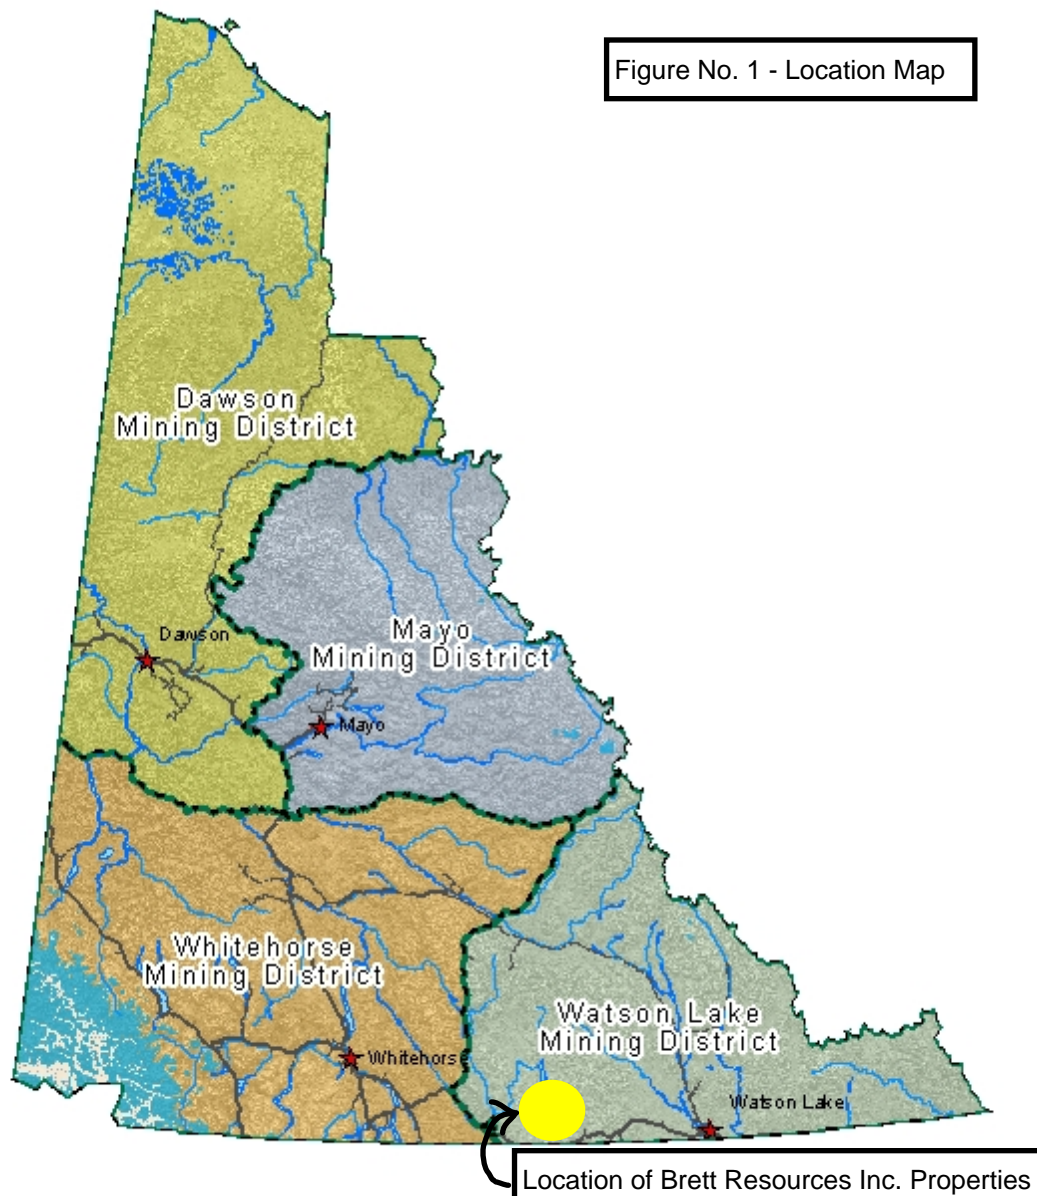 Figure No. 1 - Location Map
Dawson
Mining District
Dawson
Mayo
Mining District
Mayo
Whitehorse
Mining District
Watson Lake
Mining District
Whitehorse
Watson Lake
Location of Brett Resources Inc. Properties